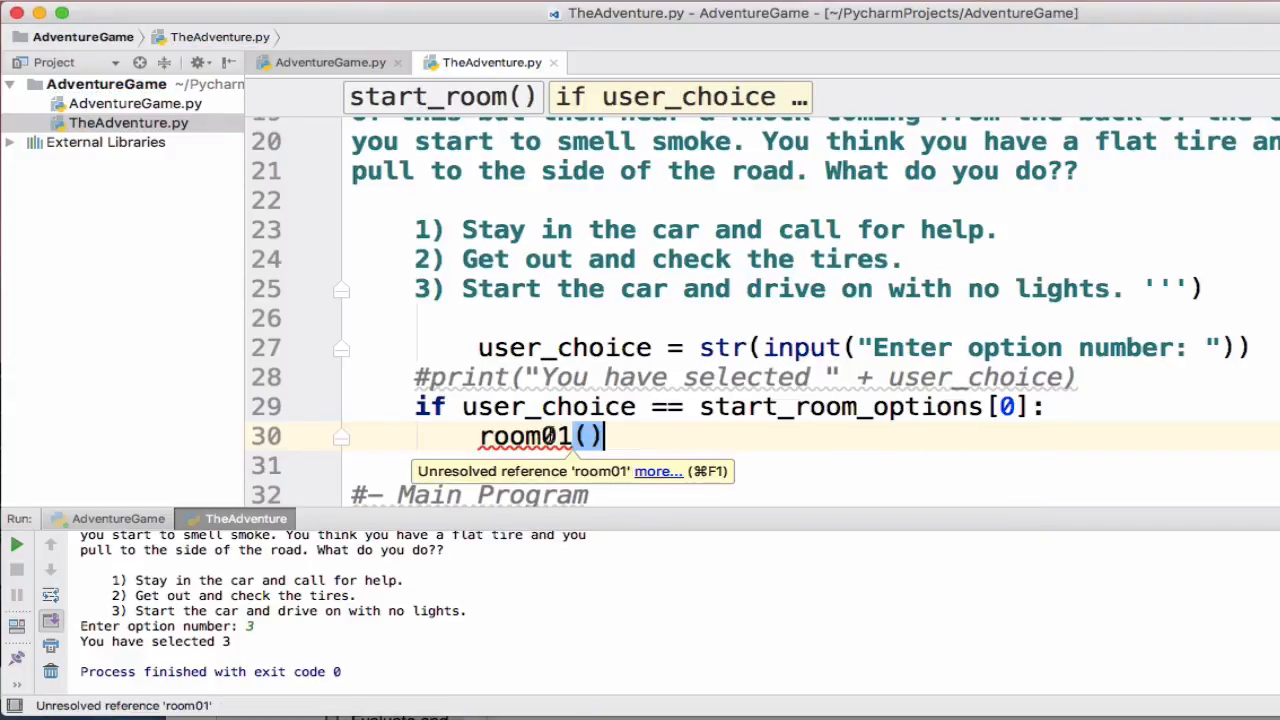 TheAdventure.py - AdventureGame - [~/PycharmProjects/AdventureGame]
AdventureGame TheAdventure.py
Project AdventureGame.py TheAdventure.py
AdventureGame ~/Pycharm
AdventureGame.py
TheAdventure.py
External Libraries
start_room() if user_choice …
20 you start to smell smoke. You think you have a flat tire an
21 pull to the side of the road. What do you do??
22
23 1) Stay in the car and call for help.
24 2) Get out and check the tires.
25 3) Start the car and drive on with no lights. ''')
26
27 user_choice = str(input("Enter option number: "))
28 #print("You have selected " + user_choice)
29 if user_choice == start_room_options[0]:
30 room01()
31
Unresolved reference 'room01' more... (⌘F1)
32 #- Main Program
Run: AdventureGame TheAdventure
you start to smell smoke. You think you have a flat tire and you
pull to the side of the road. What do you do??
1) Stay in the car and call for help.
2) Get out and check the tires.
3) Start the car and drive on with no lights.
Enter option number: 3
You have selected 3
Process finished with exit code 0
Unresolved reference 'room01'